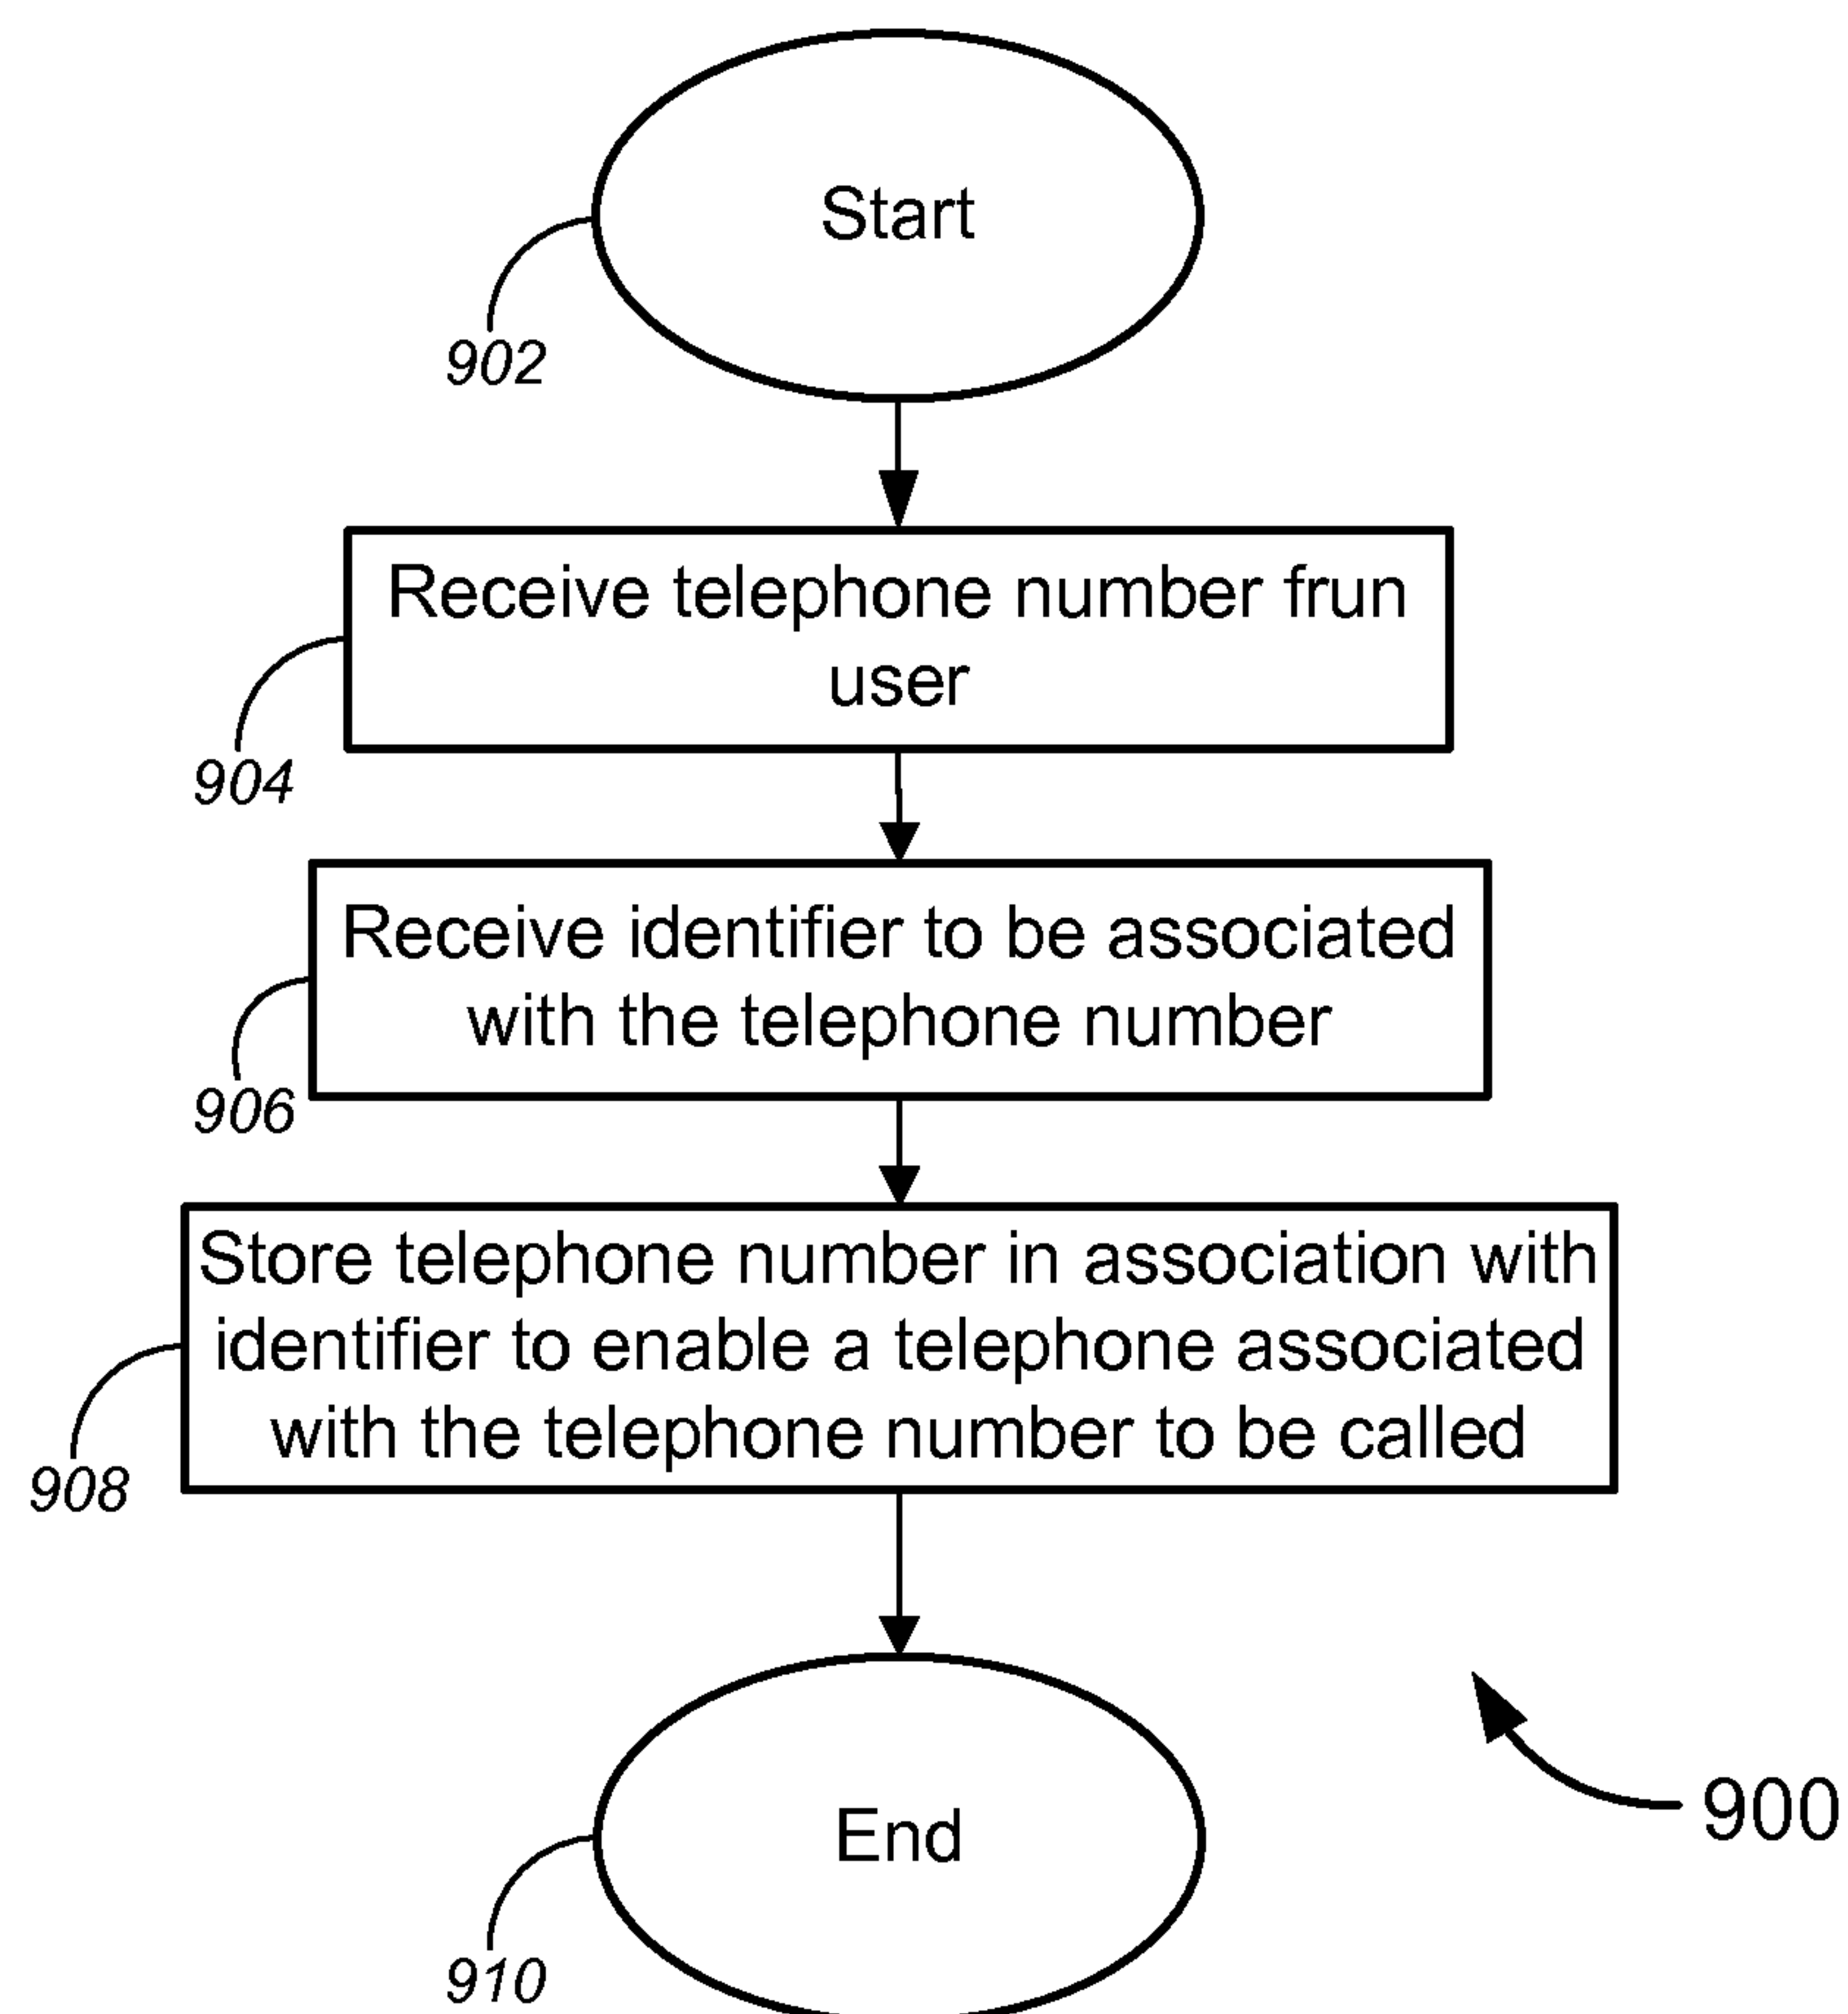 Start
902
Receive telephone number frun
user
904
Receive identifier to be associated
with the telephone number
906
Store telephone number in association with
identifier to enable a telephone associated
with the telephone number to be called
908
End
900
910